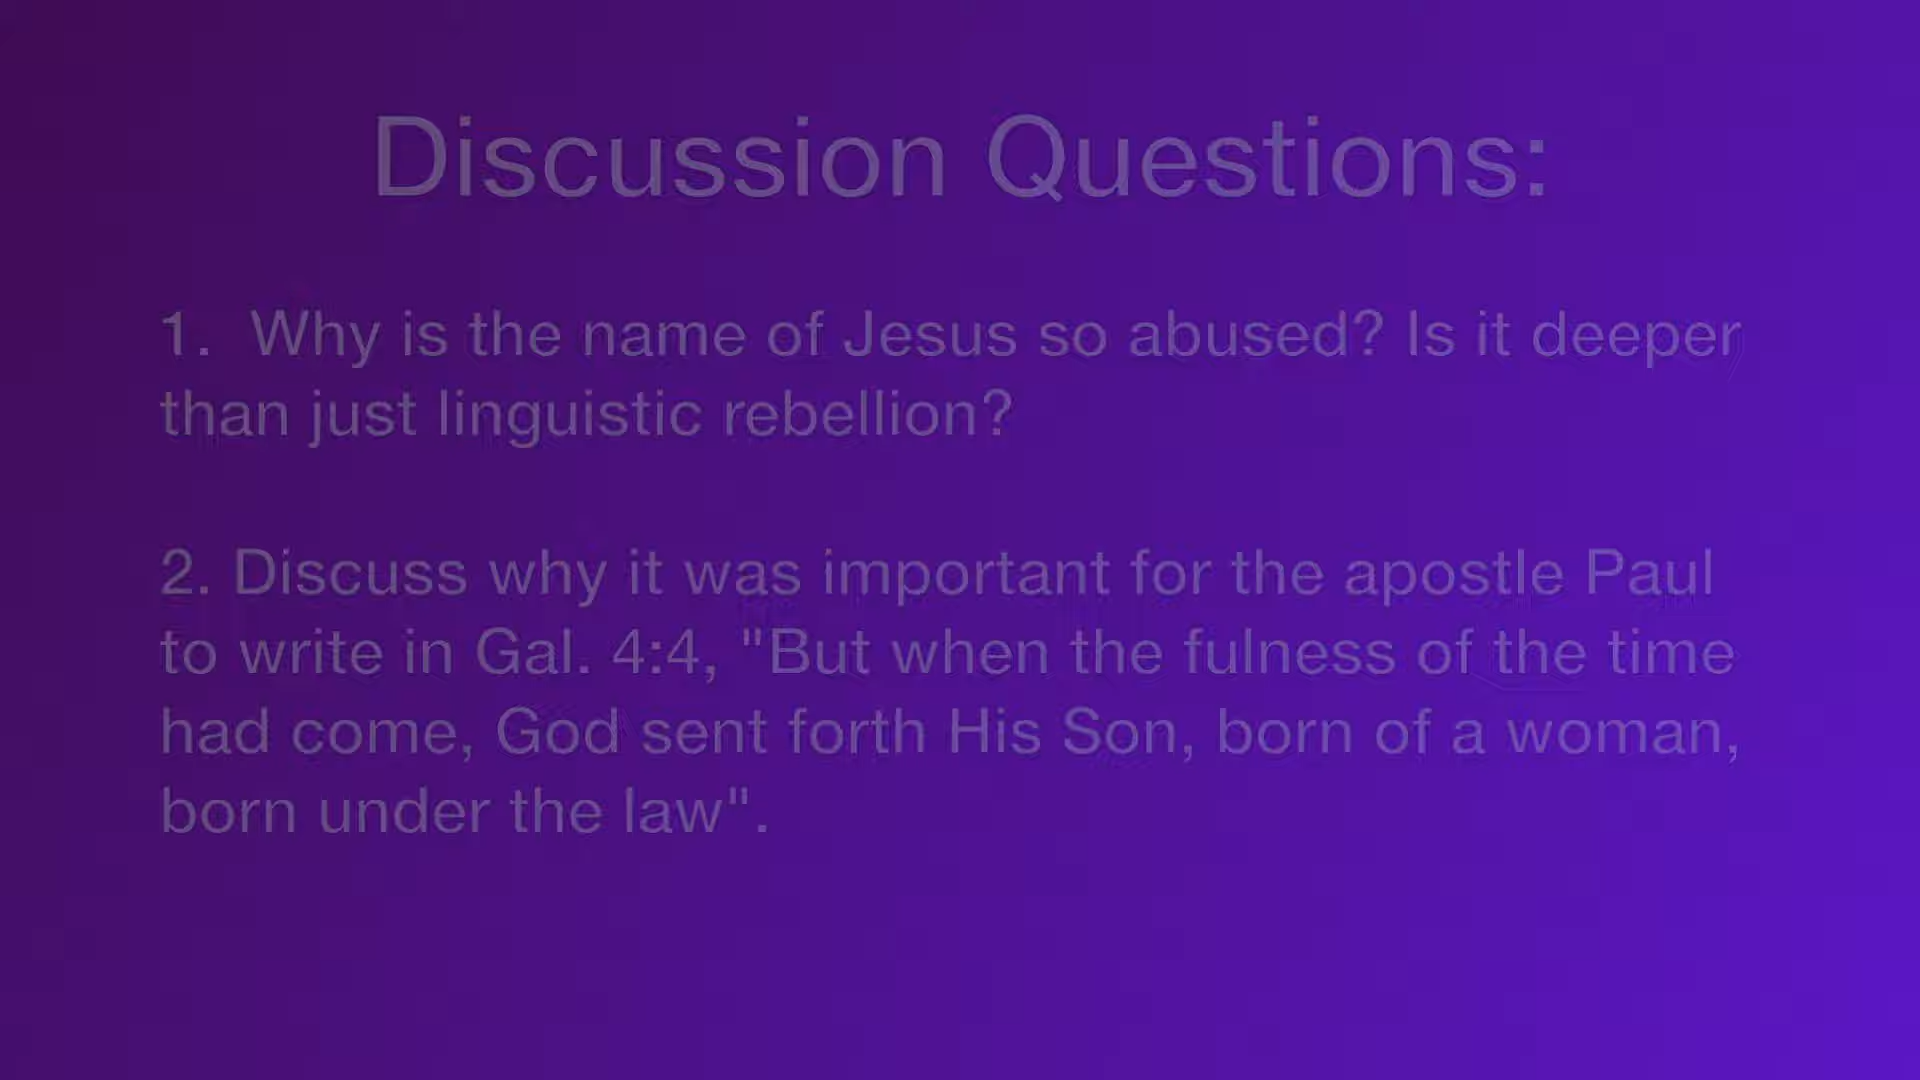 Discussion Questions:
1. Why is the name of Jesus so abused? Is it deeper
than just linguistic rebellion?
2. Discuss why it was important for the apostle Paul
to write in Gal. 4:4, "But when the fulness of the time
had come, God sent forth His Son, born of a woman,
born under the law".